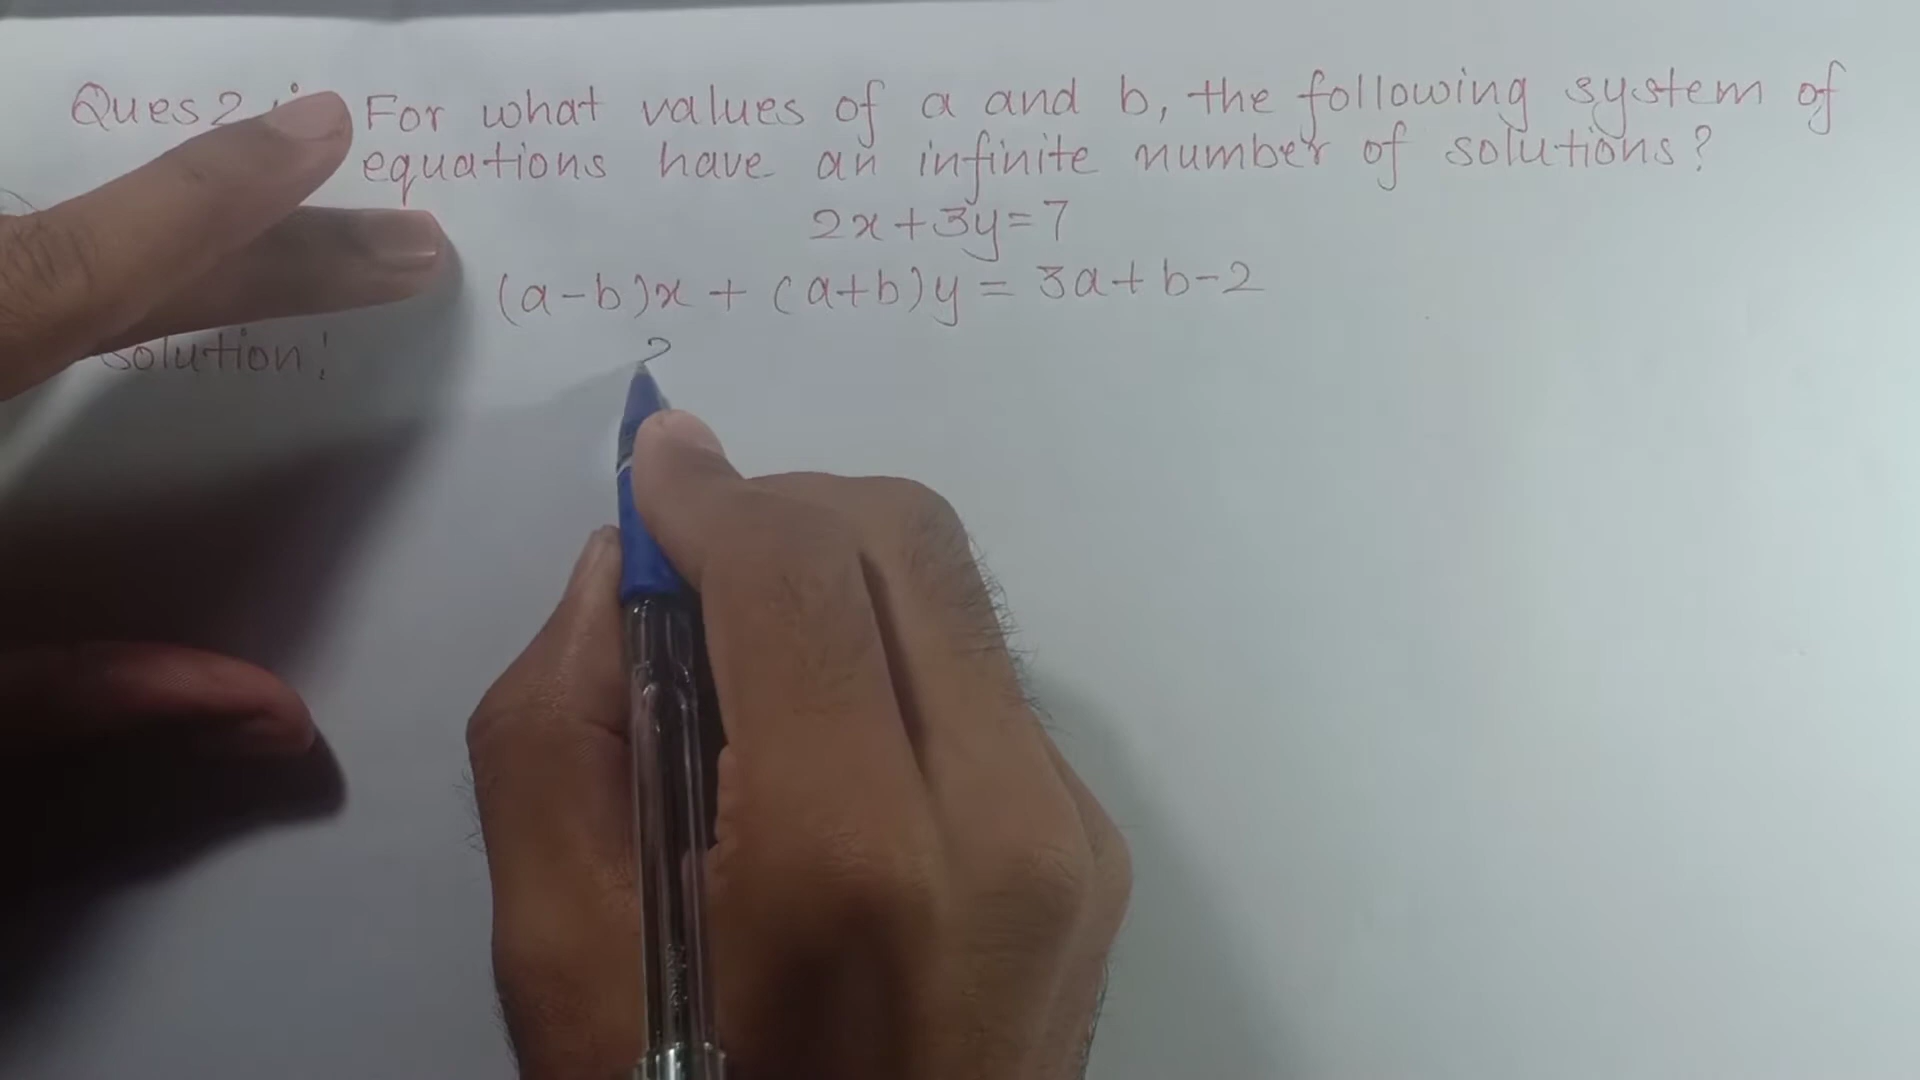 Ques 2 :
For what values of a and b, the following system of
equations have an infinite number of solutions?
2x+3y=7
(a-b)x + (a+b)y = 3a+b-2
Solution:
2